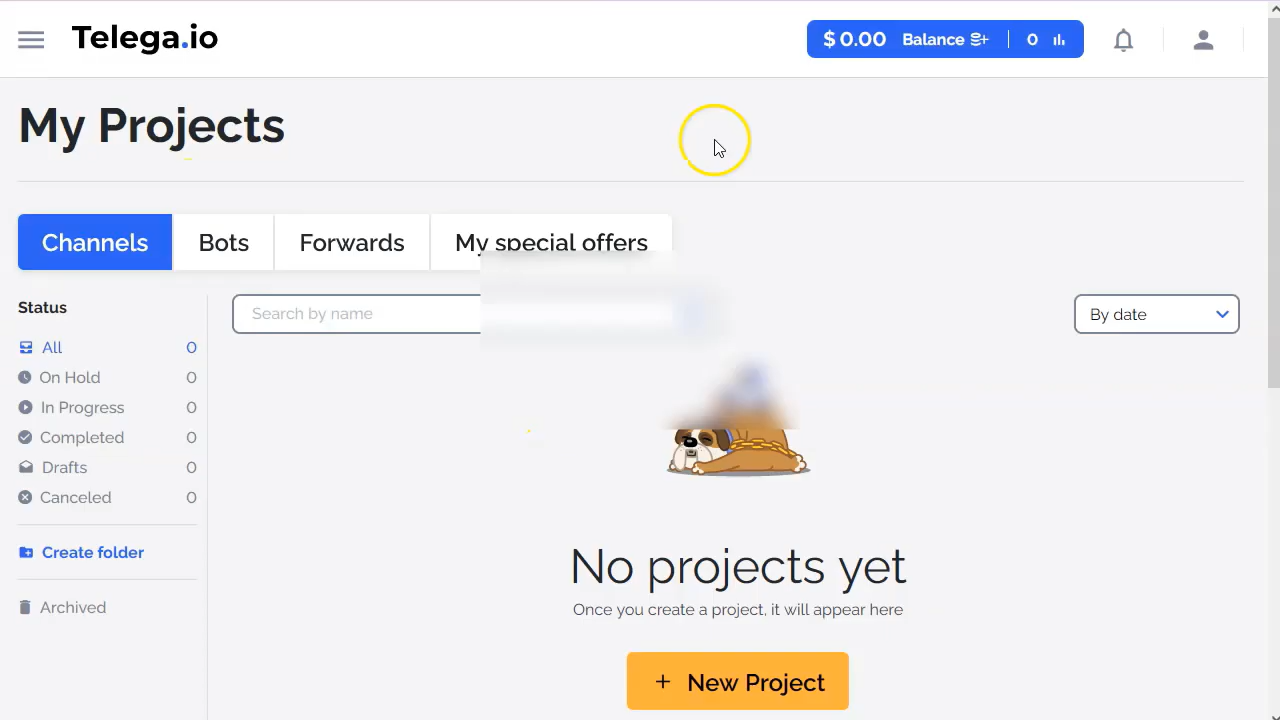 Telega.io
$ 0.00 Balance 0
My Projects
Channels Bots Forwards My special offers
Status
Search by name
By date
All 0
On Hold 0
In Progress 0
Completed 0
Drafts 0
Canceled 0
Create folder
Archived
No projects yet
Once you create a project, it will appear here
+ New Project